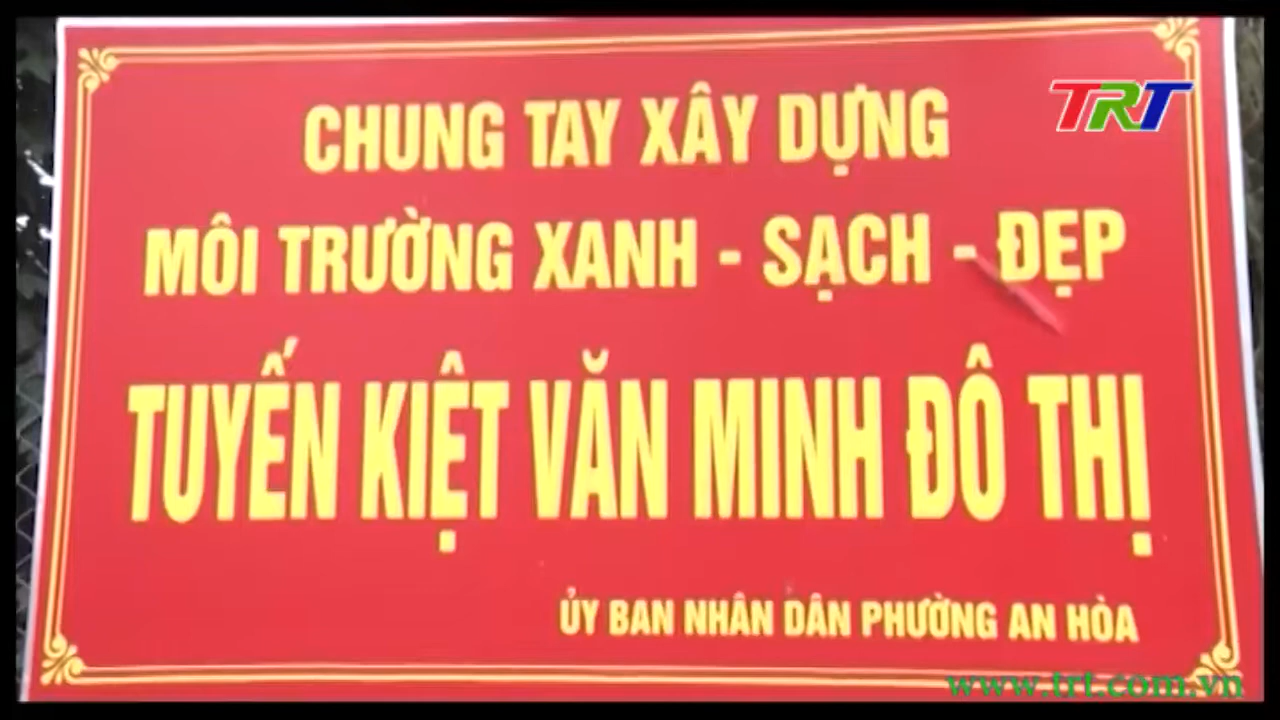 TRT
CHUNG TAY XÂY DỰNG
MÔI TRƯỜNG XANH - SẠCH - ĐẸP
TUYẾN KIỆT VĂN MINH ĐÔ THỊ
ỦY BAN NHÂN DÂN PHƯỜNG AN HÒA
www.trt.com.vn